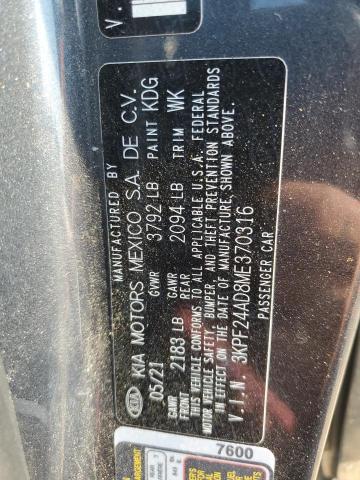 V.
MANUFACTURED BY
KIA KIA MOTORS MEXICO S.A. DE C.V.
05/21 GVWR 3792 LB PAINT KDG
GAWR FRONT 2183 LB GAWR REAR 2094 LB TRIM WK
THIS VEHICLE CONFORMS TO ALL APPLICABLE U.S.A. FEDERAL
MOTOR VEHICLE SAFETY, BUMPER, AND THEFT PREVENTION STANDARDS
IN EFFECT ON THE DATE OF MANUFACTURE, SHOWN ABOVE.
V.I.N. 3KPF24AD8ME370316
PASSENGER CAR
7600